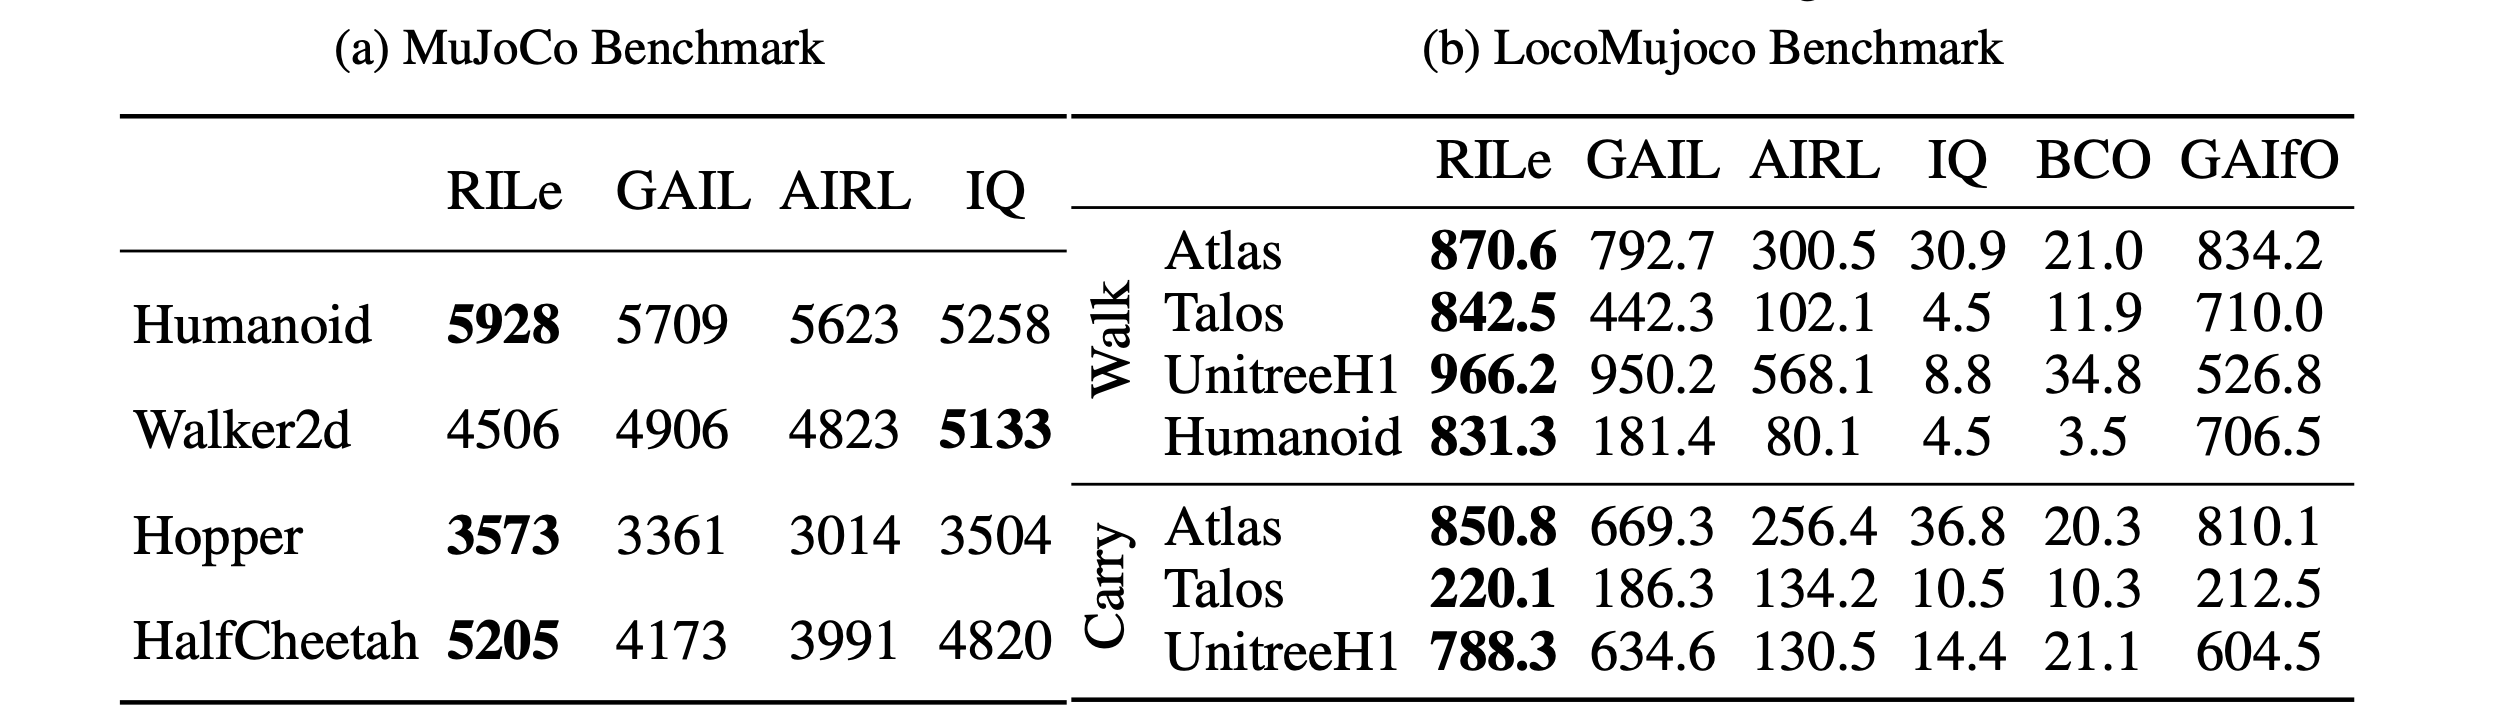 (a) MuJoCo Benchmark
RILe GAIL AIRL IQ
Humanoid 5928 5709 5623 5258
Walker2d 4506 4906 4823 5133
Hopper 3573 3361 3014 3504
HalfCheetah 5205 4173 3991 4820
(b) LocoMujoco Benchmark
RILe GAIL AIRL IQ BCO GAIfO
Walk
Atlas 870.6 792.7 300.5 30.9 21.0 834.2
Talos 842.5 442.3 102.1 4.5 11.9 710.0
UnitreeH1 966.2 950.2 568.1 8.8 34.8 526.8
Humanoid 831.3 181.4 80.1 4.5 3.5 706.5
Carry
Atlas 850.8 669.3 256.4 36.8 20.3 810.1
Talos 220.1 186.3 134.2 10.5 10.3 212.5
UnitreeH1 788.3 634.6 130.5 14.4 21.1 604.5